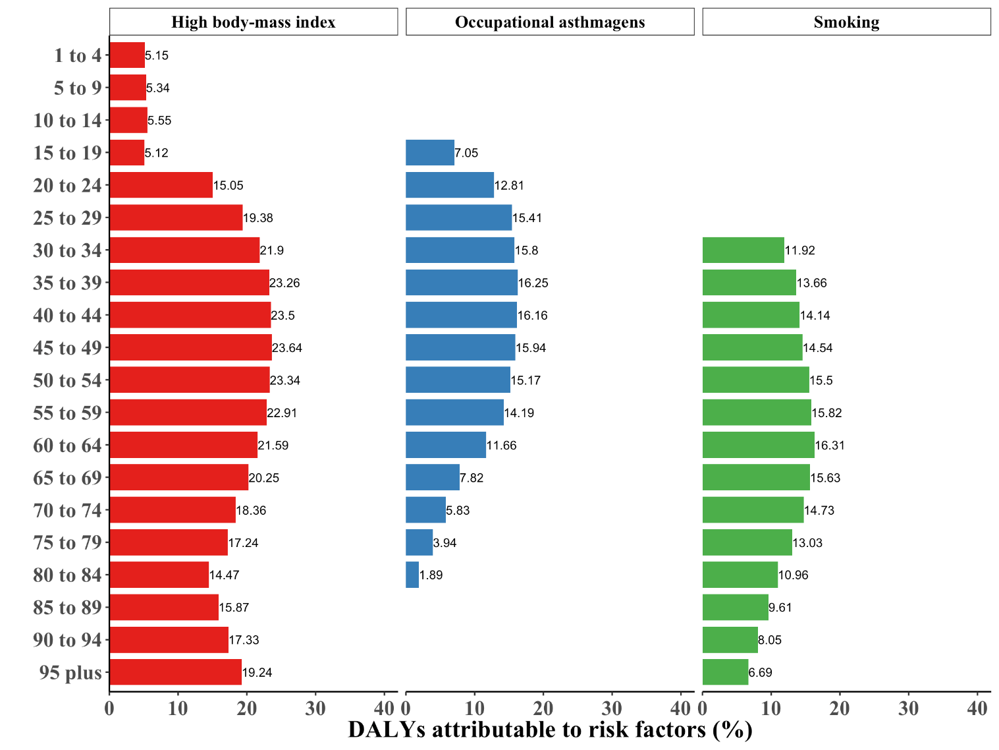 High body-mass index Occupational asthmagens Smoking
1 to 4 5.15
5 to 9 5.34
10 to 14 5.55
15 to 19 5.12 7.05
20 to 24 15.05 12.81
25 to 29 19.38 15.41
30 to 34 21.9 15.8 11.92
35 to 39 23.26 16.25 13.66
40 to 44 23.5 16.16 14.14
45 to 49 23.64 15.94 14.54
50 to 54 23.34 15.17 15.5
55 to 59 22.91 14.19 15.82
60 to 64 21.59 11.66 16.31
65 to 69 20.25 7.82 15.63
70 to 74 18.36 5.83 14.73
75 to 79 17.24 3.94 13.03
80 to 84 14.47 1.89 10.96
85 to 89 15.87 9.61
90 to 94 17.33 8.05
95 plus 19.24 6.69
0 10 20 30 40 0 10 20 30 40 0 10 20 30 40
DALYs attributable to risk factors (%)